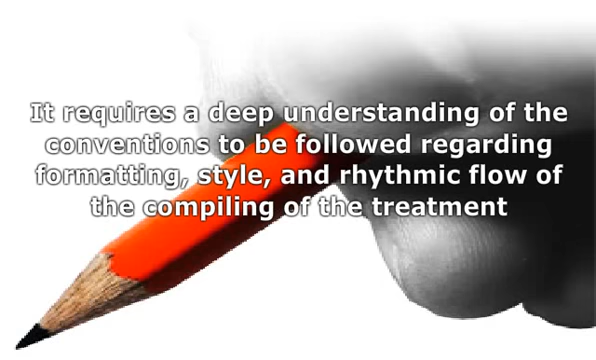 It requires a deep understanding of the
conventions to be followed regarding
formatting, style, and rhythmic flow of
the compiling of the treatment